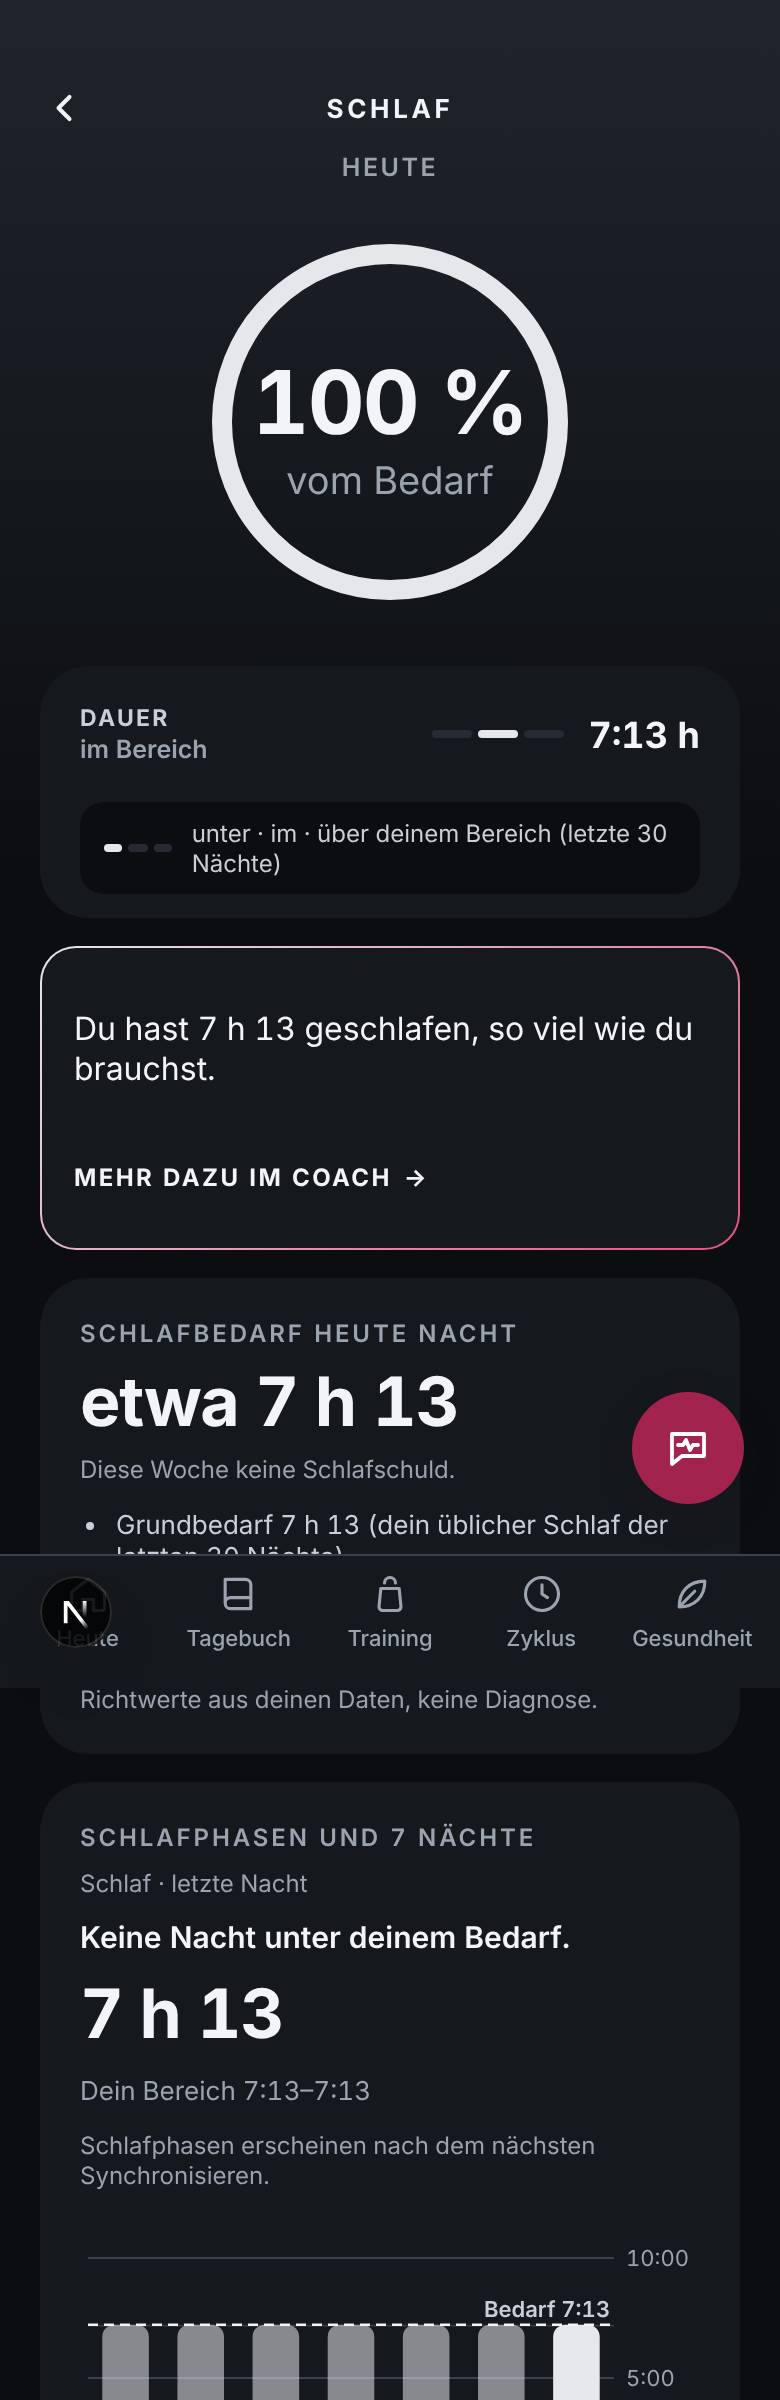 SCHLAF
HEUTE
100 %
vom Bedarf
DAUER
im Bereich
7:13 h
unter · im · über deinem Bereich (letzte 30
Nächte)
Du hast 7 h 13 geschlafen, so viel wie du
brauchst.
MEHR DAZU IM COACH →
SCHLAFBEDARF HEUTE NACHT
etwa 7 h 13
Diese Woche keine Schlafschuld.
• Grundbedarf 7 h 13 (dein üblicher Schlaf der
letzten 30 Nächte)
N
Heute
Tagebuch
Training
Zyklus
Gesundheit
Richtwerte aus deinen Daten, keine Diagnose.
SCHLAFPHASEN UND 7 NÄCHTE
Schlaf · letzte Nacht
Keine Nacht unter deinem Bedarf.
7 h 13
Dein Bereich 7:13–7:13
Schlafphasen erscheinen nach dem nächsten
Synchronisieren.
10:00
Bedarf 7:13
5:00